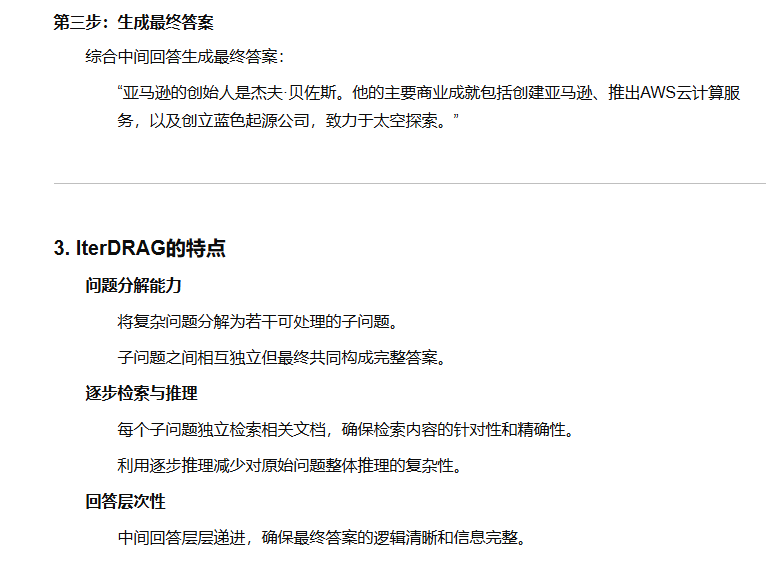 第三步：生成最终答案
综合中间回答生成最终答案：
“亚马逊的创始人是杰夫·贝佐斯。他的主要商业成就包括创建亚马逊、推出AWS云计算服
务，以及创立蓝色起源公司，致力于太空探索。”
3. IterDRAG的特点
问题分解能力
将复杂问题分解为若干可处理的子问题。
子问题之间相互独立但最终共同构成完整答案。
逐步检索与推理
每个子问题独立检索相关文档，确保检索内容的针对性和精确性。
利用逐步推理减少对原始问题整体推理的复杂性。
回答层次性
中间回答层层递进，确保最终答案的逻辑清晰和信息完整。